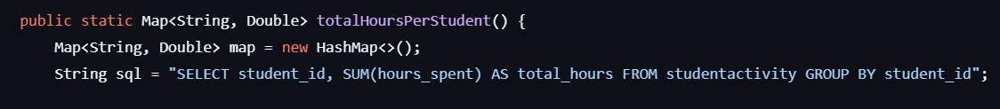 public static Map<String, Double> totalHoursPerStudent() {
Map<String, Double> map = new HashMap<>();
String sql = "SELECT student_id, SUM(hours_spent) AS total_hours FROM studentactivity GROUP BY student_id";